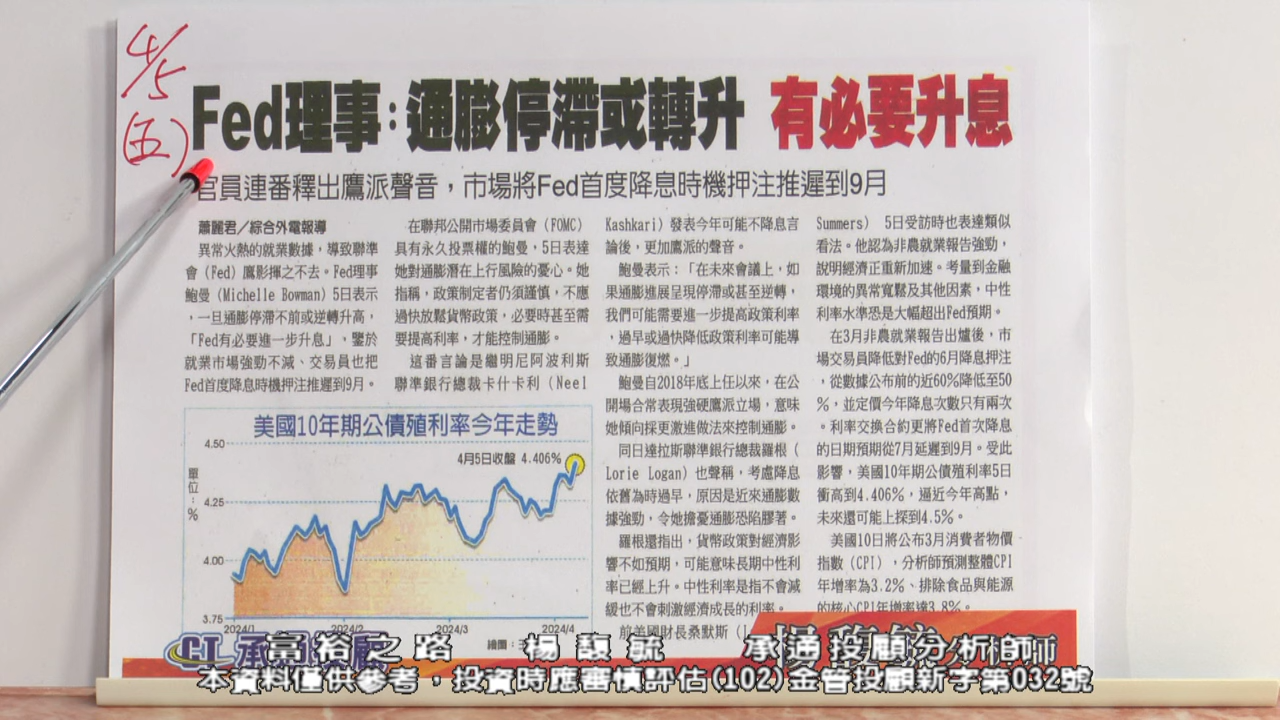 4/5
(五)
Fed理事：通膨停滯或轉升 有必要升息
官員連番釋出鷹派聲音，市場將Fed首度降息時機押注推遲到9月
蕭麗君／綜合外電報導
異常火熱的就業數據，導致聯準
會（Fed）鷹影揮之不去。Fed理事
鮑曼（Michelle Bowman）5日表示
，一旦通膨停滯不前或逆轉升高，
「Fed有必要進一步升息」，鑒於
就業市場強勁不減、交易員也把
Fed首度降息時機押注推遲到9月。
在聯邦公開市場委員會（FOMC）
具有永久投票權的鮑曼，5日表達
她對通膨潛在上行風險的憂心。她
指稱，政策制定者仍須謹慎，不應
過快放鬆貨幣政策，必要時甚至需
要提高利率，才能控制通膨。
這番言論是繼明尼阿波利斯
聯準銀行總裁卡什卡利（Neel
Kashkari）發表今年可能不降息言
論後，更加鷹派的聲音。
鮑曼表示：「在未來會議上，如
果通膨進展呈現停滯或甚至逆轉，
我們可能需要進一步提高政策利率
，過早或過快降低政策利率可能導
致通膨復燃。」
鮑曼自2018年底上任以來，在公
開場合常表現強硬鷹派立場，意味
她傾向採更激進做法來控制通膨。
同日達拉斯聯準銀行總裁羅根（
Lorie Logan）也聲稱，考慮降息
依舊為時過早，原因是近來通膨數
據強勁，令她擔憂通膨恐陷膠著。
羅根還指出，貨幣政策對經濟影
響不如預期，可能意味長期中性利
率已經上升。中性利率是指不會減
緩也不會刺激經濟成長的利率。
前美國財長桑默斯（
Summers） 5日受訪時也表達類似
看法。他認為非農就業報告強勁，
說明經濟正重新加速。考量到金融
環境的異常寬鬆及其他因素，中性
利率水準恐是大幅超出Fed預期。
在3月非農就業報告出爐後，市
場交易員降低對Fed的6月降息押注
，從數據公布前的近60%降低至50
%，並定價今年降息次數只有兩次
。利率交換合約更將Fed首次降息
的日期預期從7月延遲到9月。受此
影響，美國10年期公債殖利率5日
衝高到4.406%，逼近今年高點，
未來還可能上探到4.5%。
美國10日將公布3月消費者物價
指數（CPI），分析師預測整體CPI
年增率為3.2%、排除食品與能源
的核心CPI年增率達3.8%。
美國10年期公債殖利率今年走勢
4月5日收盤 4.406%
單位：%
4.50
4.25
4.00
3.75
2024/1
2024/3
2024/4
繪圖：王
富裕之路 楊馥毓 承通投顧分析師
本資料僅供參考，投資時應審慎評估(102)金管投顧新字第032號